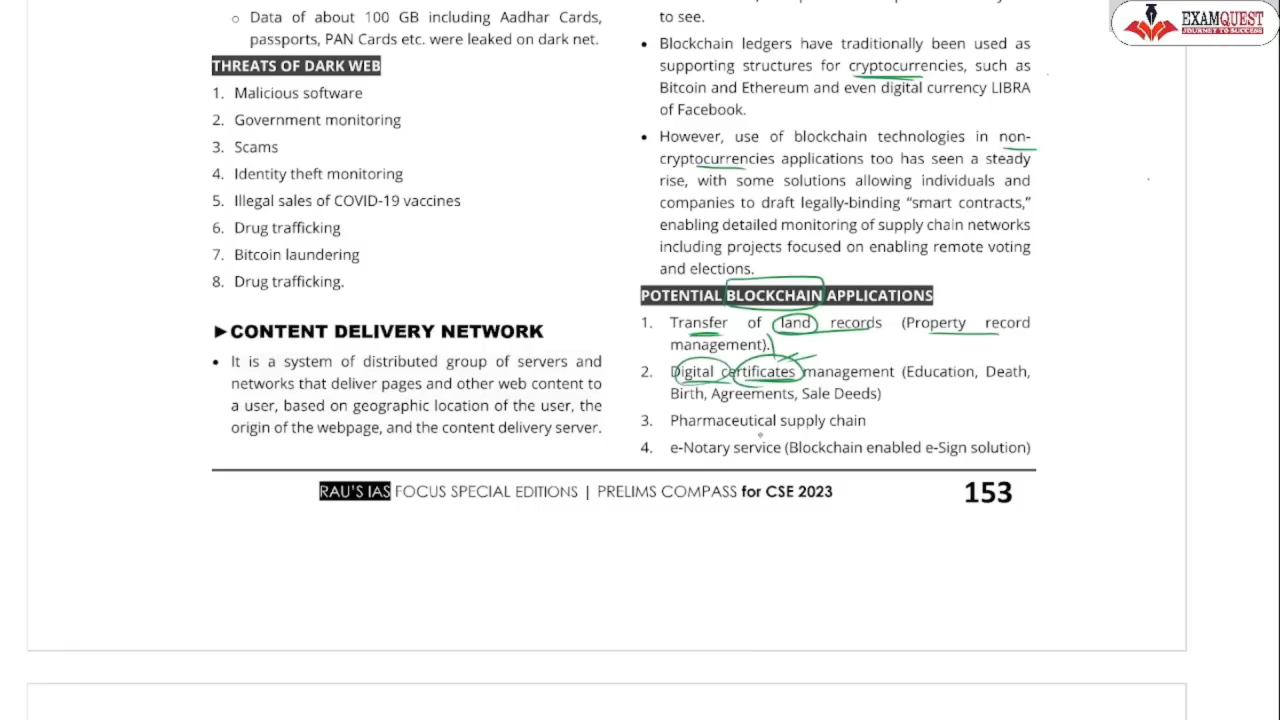 o Data of about 100 GB including Aadhar Cards,
passports, PAN Cards etc. were leaked on dark net.
THREATS OF DARK WEB
1. Malicious software
2. Government monitoring
3. Scams
4. Identity theft monitoring
5. Illegal sales of COVID-19 vaccines
6. Drug trafficking
7. Bitcoin laundering
8. Drug trafficking.
►CONTENT DELIVERY NETWORK
• It is a system of distributed group of servers and
networks that deliver pages and other web content to
a user, based on geographic location of the user, the
origin of the webpage, and the content delivery server.
to see.
• Blockchain ledgers have traditionally been used as
supporting structures for cryptocurrencies, such as
Bitcoin and Ethereum and even digital currency LIBRA
of Facebook.
• However, use of blockchain technologies in non-
cryptocurrencies applications too has seen a steady
rise, with some solutions allowing individuals and
companies to draft legally-binding “smart contracts,”
enabling detailed monitoring of supply chain networks
including projects focused on enabling remote voting
and elections.
POTENTIAL BLOCKCHAIN APPLICATIONS
1. Transfer of land records (Property record
management).
2. Digital certificates management (Education, Death,
Birth, Agreements, Sale Deeds)
3. Pharmaceutical supply chain
4. e-Notary service (Blockchain enabled e-Sign solution)
RAU'S IAS FOCUS SPECIAL EDITIONS | PRELIMS COMPASS for CSE 2023
153
EXAMQUEST
JOURNEY TO SUCCESS